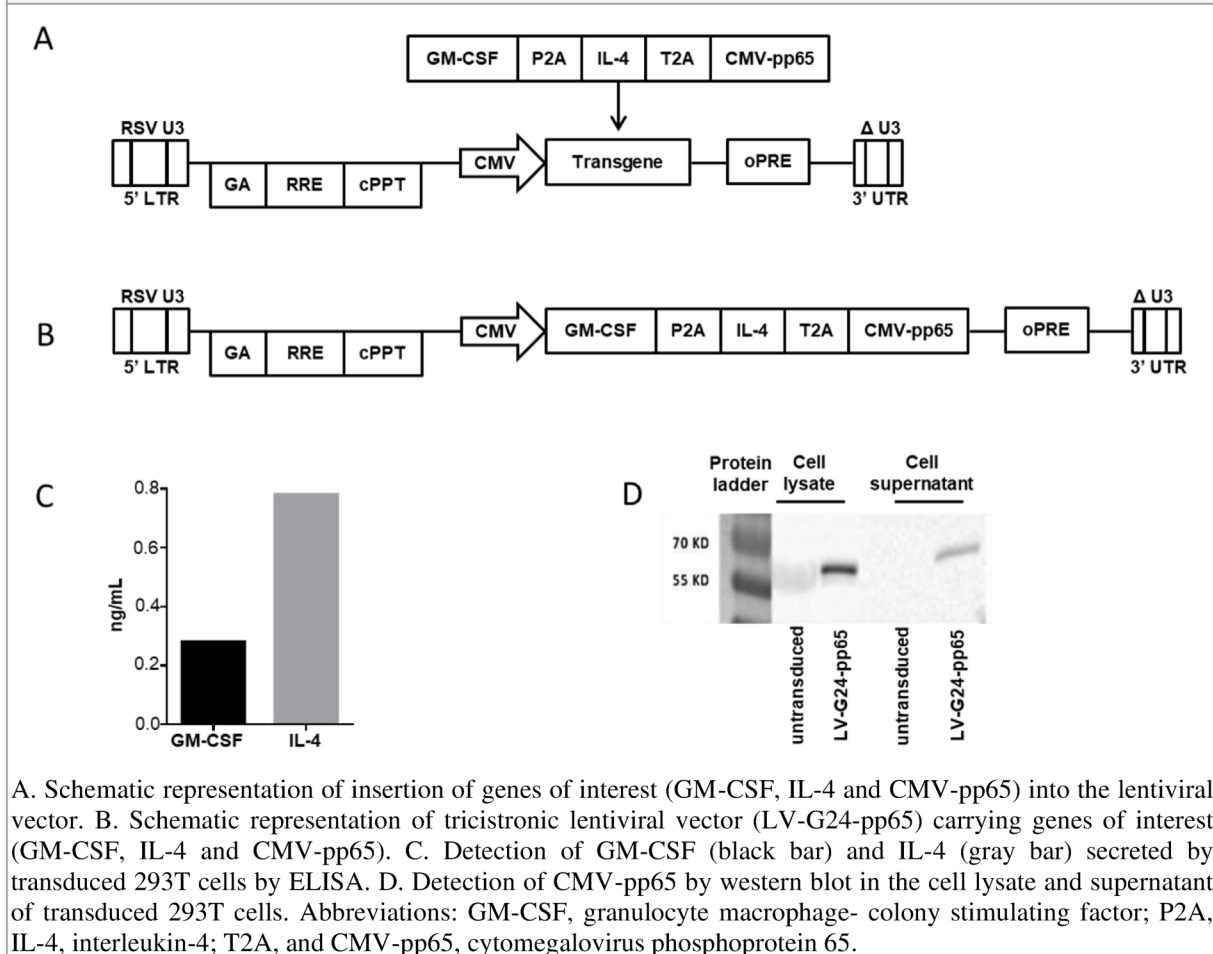 A
GM-CSF P2A IL-4 T2A CMV-pp65
RSV U3
Δ U3
CMV Transgene oPRE
GA RRE cPPT
5' LTR
3' UTR
RSV U3
Δ U3
B
CMV GM-CSF P2A IL-4 T2A CMV-pp65 oPRE
GA RRE cPPT
5' LTR
3' UTR
C
ng/mL
0.8
0.6
0.4
0.2
0.0
GM-CSF IL-4
D
Protein ladder
Cell lysate
Cell supernatant
70 KD
55 KD
untransduced
LV-G24-pp65
untransduced
LV-G24-pp65
A. Schematic representation of insertion of genes of interest (GM-CSF, IL-4 and CMV-pp65) into the lentiviral
vector. B. Schematic representation of tricistronic lentiviral vector (LV-G24-pp65) carrying genes of interest
(GM-CSF, IL-4 and CMV-pp65). C. Detection of GM-CSF (black bar) and IL-4 (gray bar) secreted by
transduced 293T cells by ELISA. D. Detection of CMV-pp65 by western blot in the cell lysate and supernatant
of transduced 293T cells. Abbreviations: GM-CSF, granulocyte macrophage- colony stimulating factor; P2A,
IL-4, interleukin-4; T2A, and CMV-pp65, cytomegalovirus phosphoprotein 65.